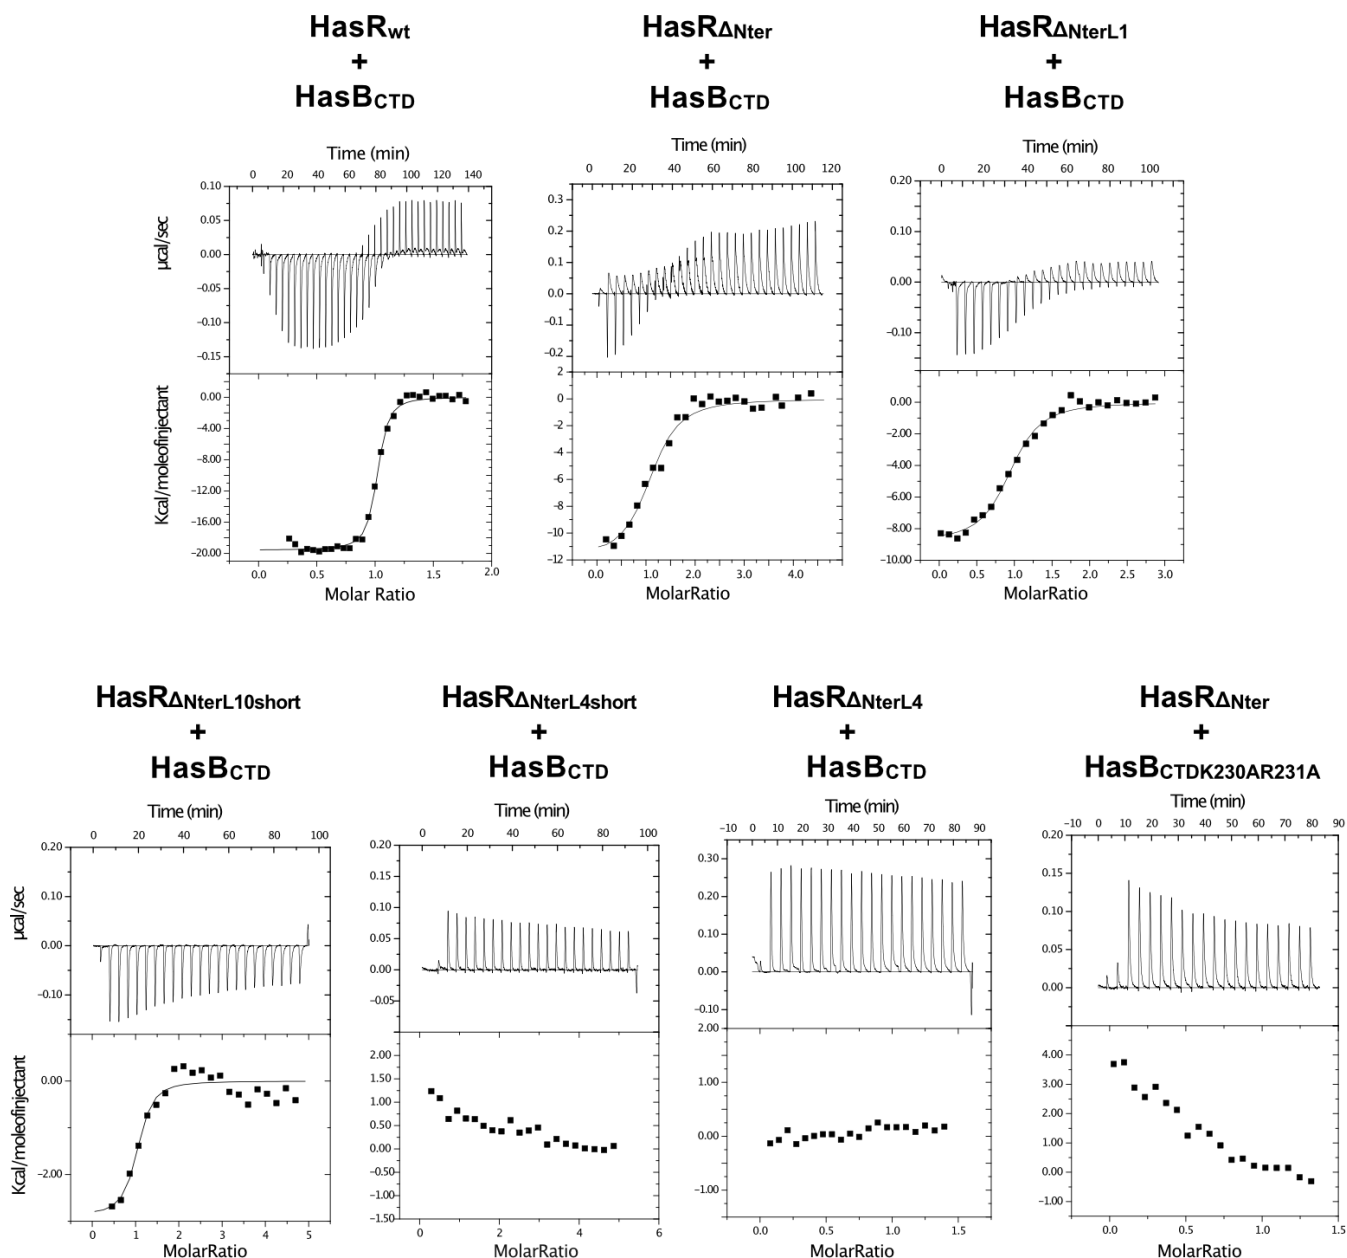 HasRwt
+
HasBCTD
HasRΔNter
+
HasBCTD
HasRΔNterL1
+
HasBCTD
Time (min)
0 20 40 60 80 100 120 140
μcal/sec
0.10
0.05
0.00
−0.05
−0.10
−0.15
Kcal/moleofinjectant
0.00
−4.00
−8.00
−12.00
−16.00
−20.00
0.0 0.5 1.0 1.5 2.0
Molar Ratio
Time (min)
0 10 20 30 40 50 60 70 80 90 100 110
0.3
0.2
0.1
0.0
−0.1
−0.2
2
0
−2
−4
−6
−8
−10
−12
0.0 1.0 2.0 3.0 4.0
MolarRatio
Time (min)
0 20 40 60 80 100
0.20
0.10
0.00
−0.10
0.00
−2.00
−4.00
−6.00
−8.00
−10.00
0.0 0.5 1.0 1.5 2.0 2.5 3.0
MolarRatio
HasRΔNterL10short
+
HasBCTD
HasRΔNterL4short
+
HasBCTD
HasRΔNterL4
+
HasBCTD
HasRΔNter
+
HasBCTDK230AR231A
Time (min)
0 20 40 60 80 100
μcal/sec
0.20
0.10
0.00
−0.10
Kcal/moleofinjectant
0.00
−2.00
0 1 2 3 4 5
MolarRatio
Time (min)
0 20 40 60 80 100
0.20
0.15
0.10
0.05
0.00
−0.05
2.00
1.50
1.00
0.50
0.00
−0.50
−1.00
−1.50
0 2 4 6
MolarRatio
Time (min)
−10 0 10 20 30 40 50 60 70 80 90
0.30
0.20
0.10
0.00
−0.10
2.00
1.00
0.00
−1.00
0.0 0.5 1.0 1.5
MolarRatio
Time (min)
−10 0 10 20 30 40 50 60 70 80 90
0.20
0.15
0.10
0.05
0.00
4.00
3.00
2.00
1.00
0.00
−1.00
0.0 0.5 1.0 1.5
MolarRatio